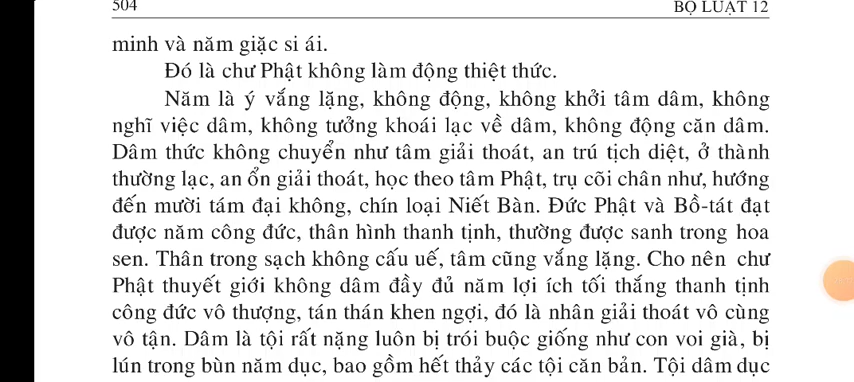 504
BỘ LUẬT 12
minh và năm giặc si ái.
Đó là chư Phật không làm động thiệt thức.
Năm là ý vắng lặng, không động, không khởi tâm dâm, không
nghĩ việc dâm, không tưởng khoái lạc về dâm, không động căn dâm.
Dâm thức không chuyển như tâm giải thoát, an trú tịch diệt, ở thành
thường lạc, an ổn giải thoát, học theo tâm Phật, trụ cõi chân như, hướng
đến mười tám đại không, chín loại Niết Bàn. Đức Phật và Bồ-tát đạt
được năm công đức, thân hình thanh tịnh, thường được sanh trong hoa
sen. Thân trong sạch không cấu uế, tâm cũng vắng lặng. Cho nên chư
Phật thuyết giới không dâm đầy đủ năm lợi ích tối thắng thanh tịnh
công đức vô thượng, tán thán khen ngợi, đó là nhân giải thoát vô cùng
vô tận. Dâm là tội rất nặng luôn bị trói buộc giống như con voi già, bị
lún trong bùn năm dục, bao gồm hết thảy các tội căn bản. Tội dâm dục